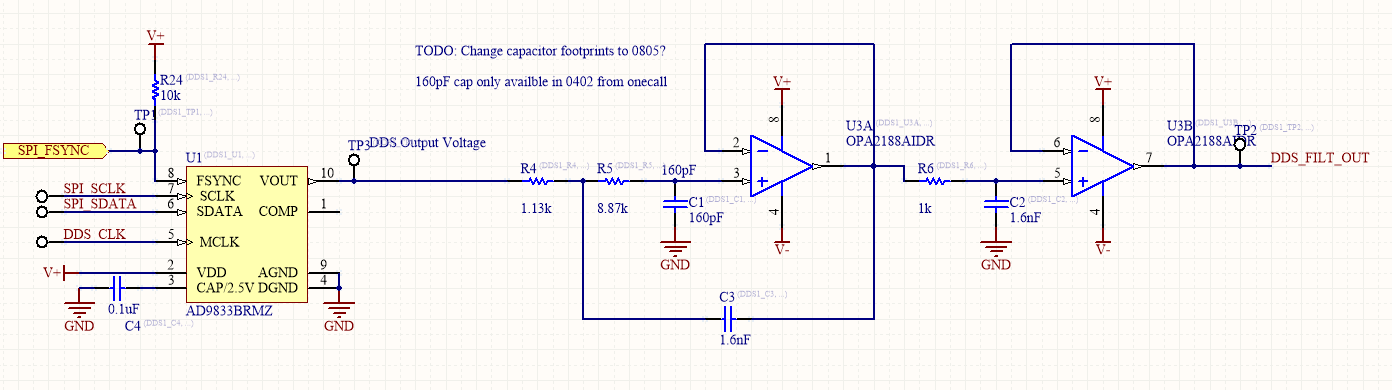 TODO: Change capacitor footprints to 0805?
160pF cap only availble in 0402 from onecall
V+
R24 (DDS1_R24, ...)
10k
TP1 (DDS1_TP1, ...)
SPI_FSYNC
U1 (DDS1_U1, ...)
8 FSYNC VOUT 10
SPI_SCLK 7 SCLK
SPI_SDATA 6 SDATA COMP 1
DDS_CLK 5 MCLK
V+ 2 VDD AGND 9
3 CAP/2.5V DGND 4
0.1uF
C4 (DDS1_C4, ...)
GND
AD9833BRMZ
GND
TP3 DDS Output Voltage
R4 (DDS1_R4, ...)
1.13k
R5 (DDS1_R5, ...)
8.87k
160pF
C1 (DDS1_C1, ...)
160pF
GND
C3 (DDS1_C3, ...)
1.6nF
V+
8
2
3
1
4
V-
U3A (DDS1_U3A, ...)
OPA2188AIDR
R6 (DDS1_R6, ...)
1k
C2 (DDS1_C2, ...)
1.6nF
GND
V+
8
6
5
7
4
V-
U3B (DDS1_U3B, ...)
OPA2188AIDR
TP2 (DDS1_TP2, ...)
DDS_FILT_OUT